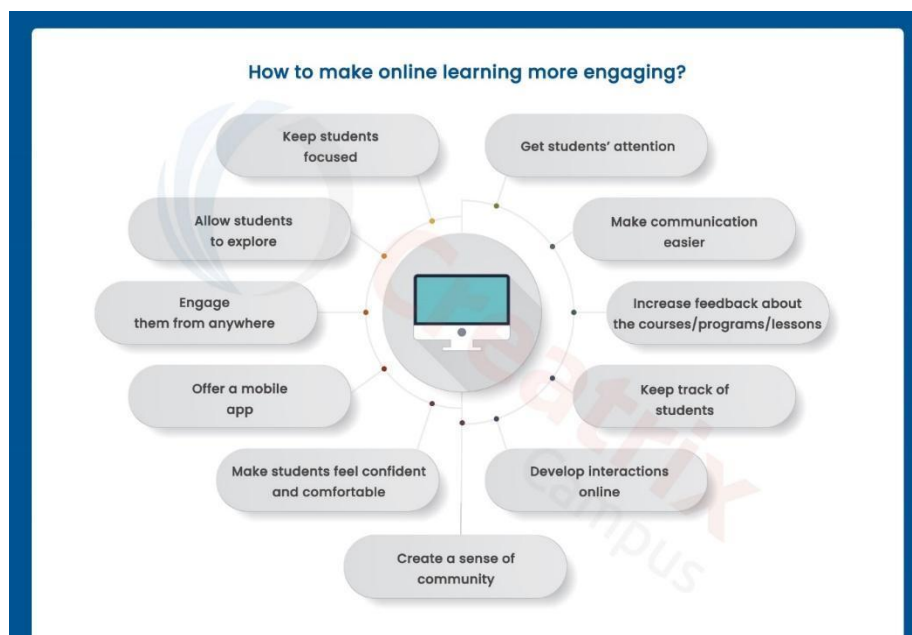 How to make online learning more engaging?
Keep students
focused
Get students' attention
Allow students
to explore
Make communication
easier
Engage
them from anywhere
Increase feedback about
the courses/programs/lessons
Offer a mobile
app
Keep track of
students
Make students feel confident
and comfortable
Develop interactions
online
Create a sense of
community
Creatrix
Campus